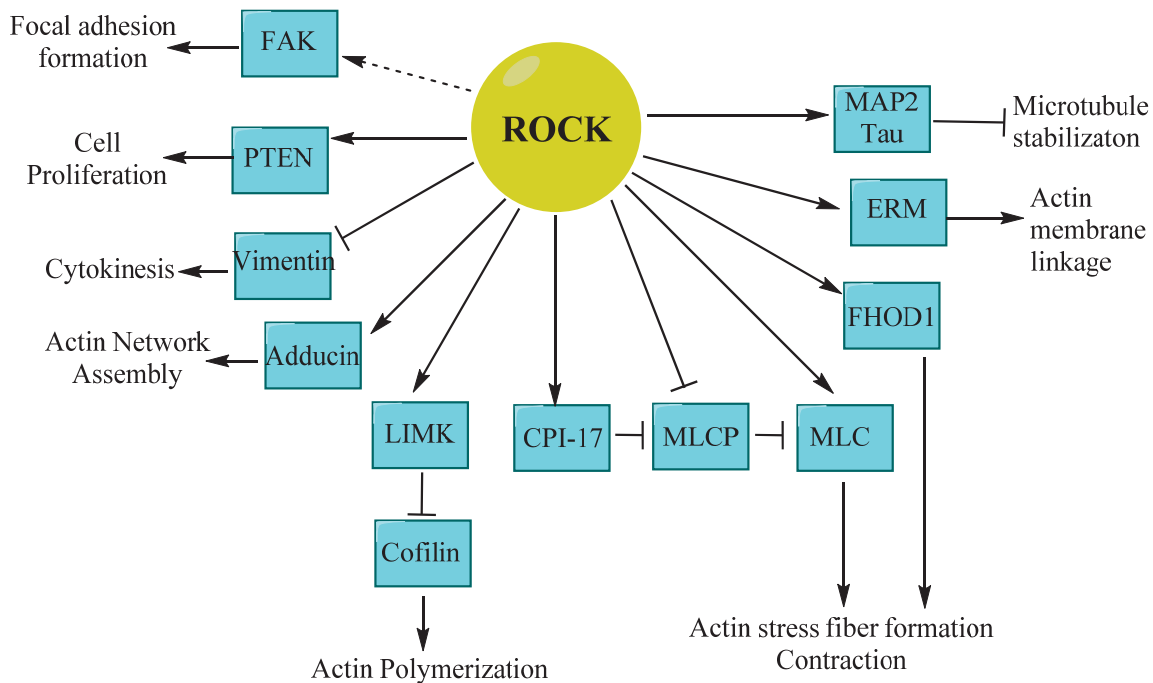 Focal adhesion
formation
FAK
ROCK
MAP2
Tau
Microtubule
stabilizaton
Cell
Proliferation
PTEN
ERM
Actin
membrane
linkage
Cytokinesis
Vimentin
FHOD1
Actin Network
Assembly
Adducin
LIMK
CPI-17
MLCP
MLC
Cofilin
Actin Polymerization
Actin stress fiber formation
Contraction